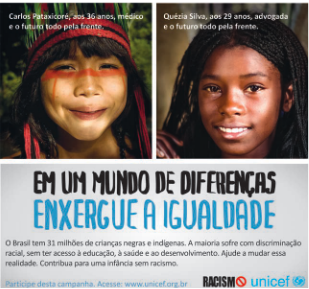 Carlos Pataxicoré, aos 36 anos, médico
e o futuro todo pela frente.
Quézia Silva, aos 29 anos, advogada
e o futuro todo pela frente.
EM UM MUNDO DE DIFERENÇAS
ENXERGUE A IGUALDADE
O Brasil tem 31 milhões de crianças negras e indígenas. A maioria sofre com discriminação
racial, sem ter acesso à educação, à saúde e ao desenvolvimento. Ajude a mudar essa
realidade. Contribua para uma infância sem racismo.
Participe desta campanha. Acesse: www.unicef.org.br
RACISMO
unicef